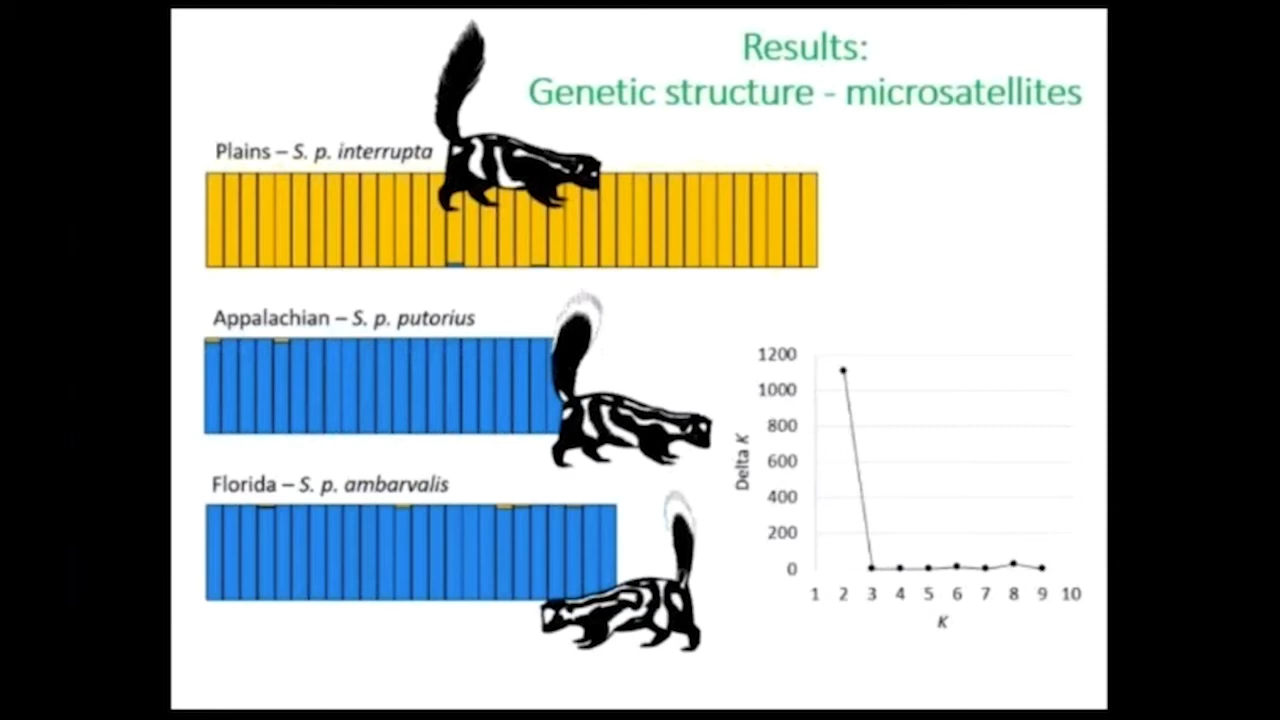 Results:
Genetic structure - microsatellites
Plains – S. p. interrupta
Appalachian – S. p. putorius
Florida – S. p. ambarvalis
1200
1000
800
600
400
200
0
Delta K
1 2 3 4 5 6 7 8 9 10
K